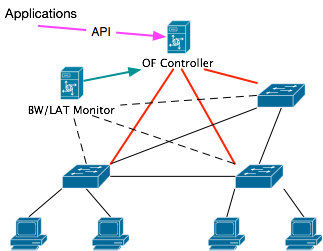 Applications
API
OF Controller
BW/LAT Monitor